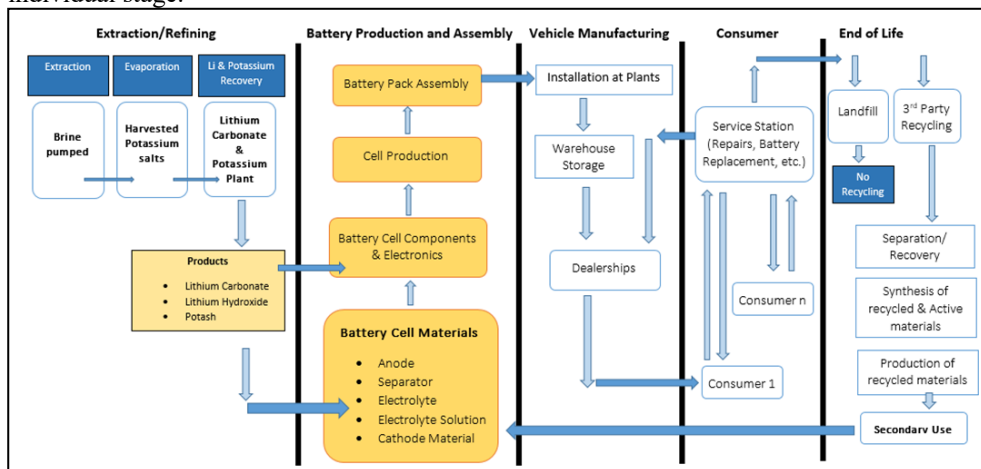 individual stage.
Extraction/Refining
Battery Production and Assembly
Vehicle Manufacturing
Consumer
End of Life
Extraction
Evaporation
Li & Potassium
Recovery
Brine
pumped
Harvested
Potassium
salts
Lithium
Carbonate
&
Potassium
Plant
Products
• Lithium Carbonate
• Lithium Hydroxide
• Potash
Battery Pack Assembly
Cell Production
Battery Cell Components
& Electronics
Battery Cell Materials
• Anode
• Separator
• Electrolyte
• Electrolyte Solution
• Cathode Material
Installation at Plants
Warehouse
Storage
Dealerships
Service Station
(Repairs, Battery
Replacement, etc.)
Consumer n
Consumer 1
Landfill
No
Recycling
3rd Party
Recycling
Separation/
Recovery
Synthesis of
recycled & Active
materials
Production of
recycled materials
Secondary Use